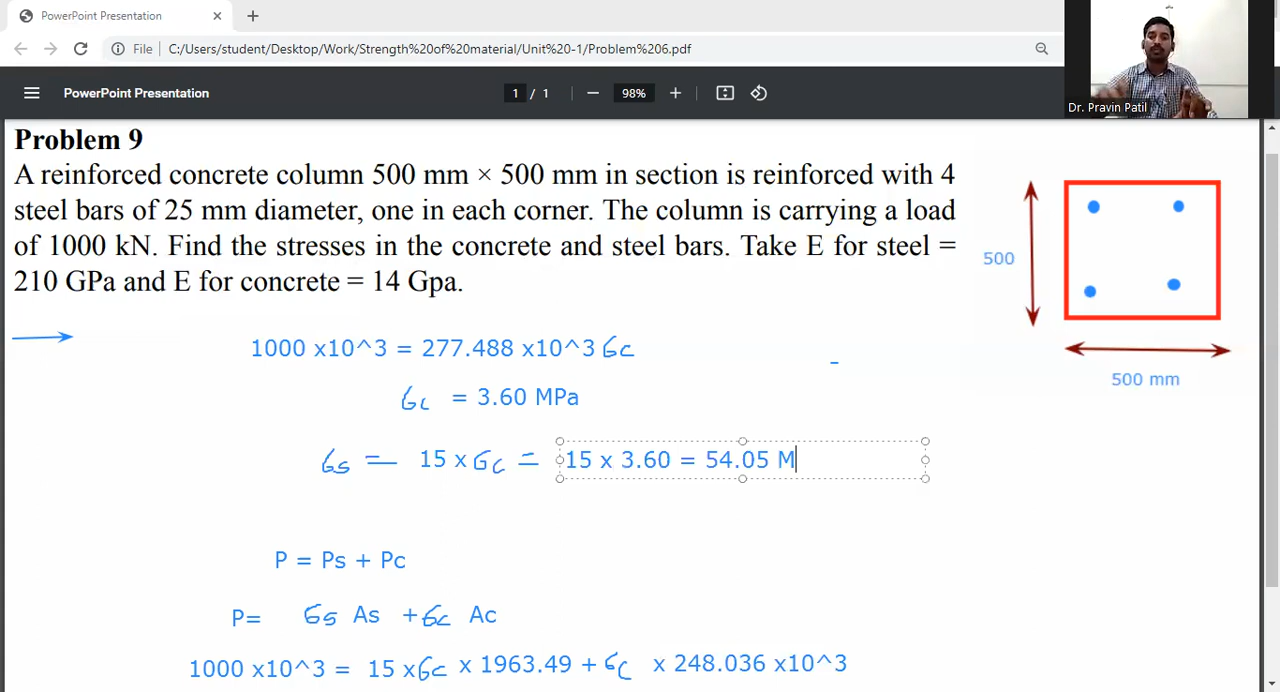 PowerPoint Presentation
File C:/Users/student/Desktop/Work/Strength%20of%20material/Unit%20-1/Problem%206.pdf
PowerPoint Presentation
1 / 1
98%
Dr. Pravin Patil
Problem 9
A reinforced concrete column 500 mm × 500 mm in section is reinforced with 4
steel bars of 25 mm diameter, one in each corner. The column is carrying a load
of 1000 kN. Find the stresses in the concrete and steel bars. Take E for steel =
210 GPa and E for concrete = 14 Gpa.
500
500 mm
1000 x10^3 = 277.488 x10^3 σc
σc = 3.60 MPa
σs = 15 x σc = 15 x 3.60 = 54.05 M
P = Ps + Pc
P= σs As + σc Ac
1000 x10^3 = 15 x σc x 1963.49 + σc x 248.036 x10^3